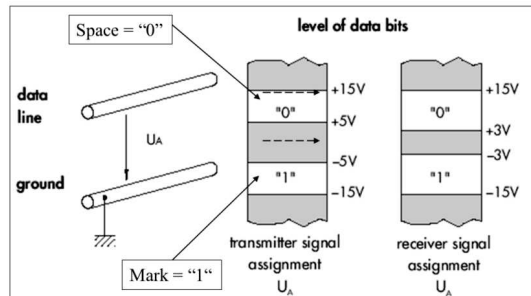 level of data bits
Space = “0”
data
line
ground
UA
+15V
"0"
+5V
–5V
"1"
–15V
transmitter signal
assignment
UA
+15V
"0"
+3V
–3V
"1"
–15V
receiver signal
assignment
UA
Mark = “1“